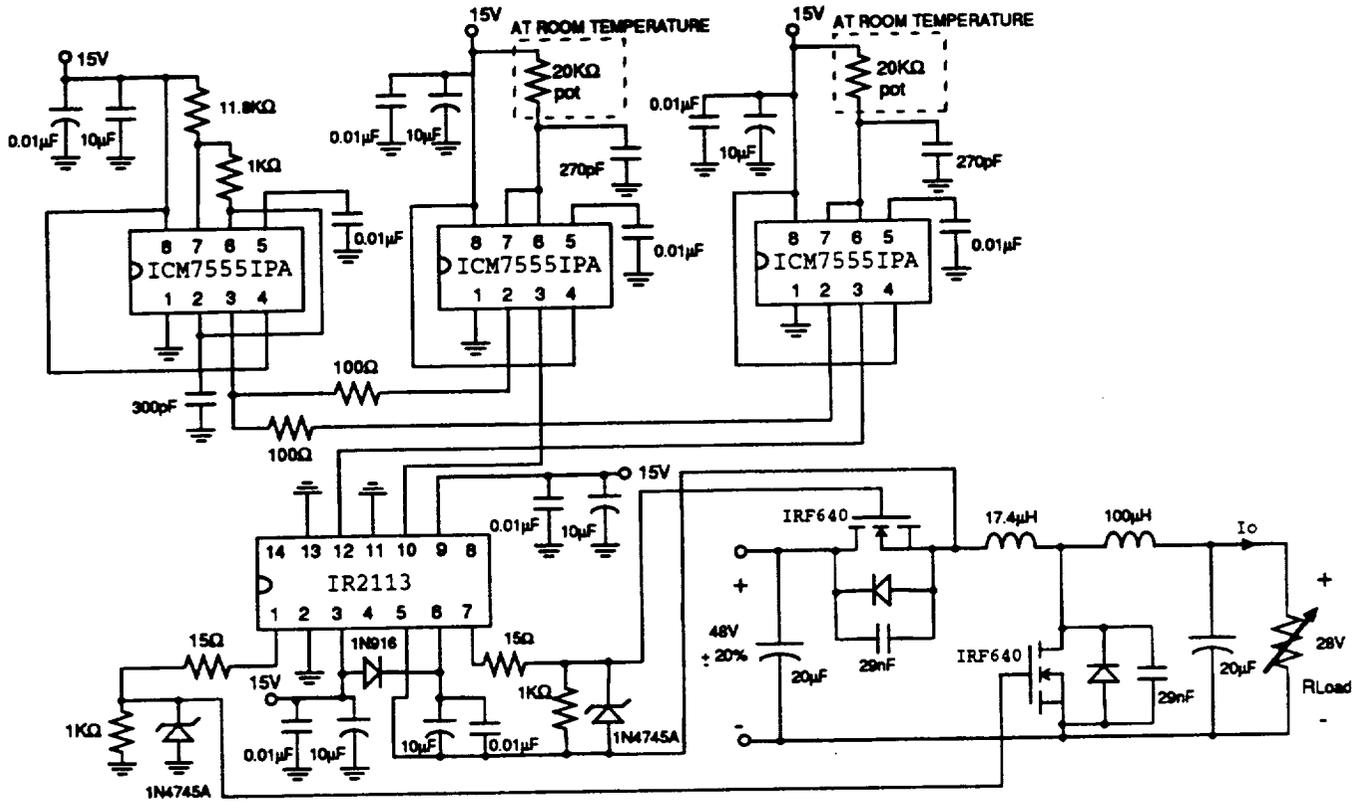 15V
AT ROOM TEMPERATURE
20KΩ
pot
15V
AT ROOM TEMPERATURE
20KΩ
pot
15V
11.8KΩ
0.01µF
10µF
1KΩ
0.01µF
10µF
270pF
0.01µF
10µF
270pF
0.01µF
0.01µF
0.01µF
8 7 6 5
ICM7555IPA
1 2 3 4
8 7 6 5
ICM7555IPA
1 2 3 4
8 7 6 5
ICM7555IPA
1 2 3 4
300pF
100Ω
100Ω
15V
0.01µF
10µF
14 13 12 11 10 9 8
IR2113
1 2 3 4 5 6 7
15Ω
1N916
15Ω
15V
1KΩ
1N4745A
0.01µF
10µF
10µF
0.01µF
1KΩ
1N4745A
IRF640
17.4µH
100µH
Io
+
48V
± 20%
-
20µF
29nF
IRF640
29nF
20µF
+
28V
RLoad
-